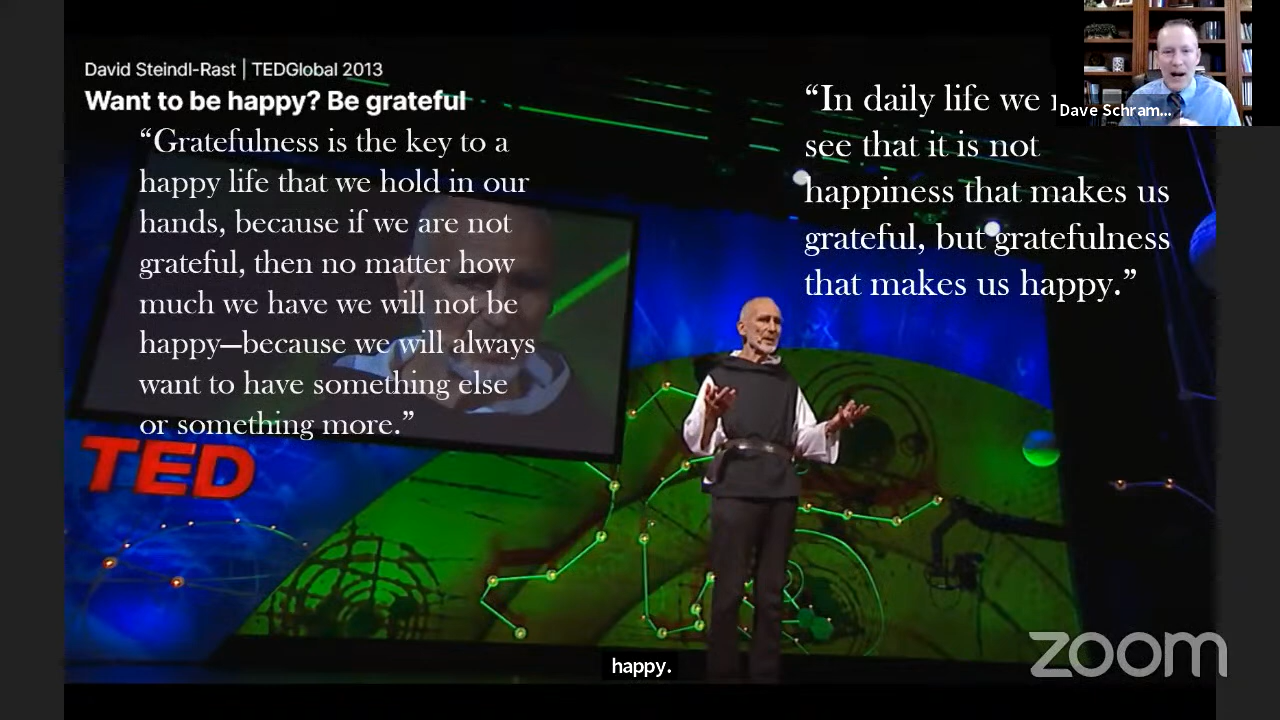 David Steindl-Rast | TEDGlobal 2013
Want to be happy? Be grateful
“Gratefulness is the key to a
happy life that we hold in our
hands, because if we are not
grateful, then no matter how
much we have we will not be
happy—because we will always
want to have something else
or something more.”
“In daily life we
see that it is not
happiness that makes us
grateful, but gratefulness
that makes us happy.”
Dave Schram...
TED
happy.
zoom